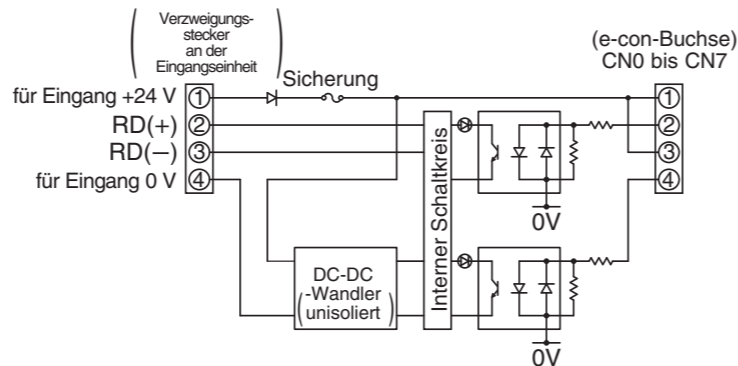 (Verzweigungs-
stecker
an der
Eingangseinheit)
(e-con-Buchse)
CN0 bis CN7
Sicherung
für Eingang +24 V ①
①
RD(+) ②
②
RD(−) ③
③
für Eingang 0 V ④
④
Interner Schaltkreis
0V
DC-DC
-Wandler
(unisoliert)
0V